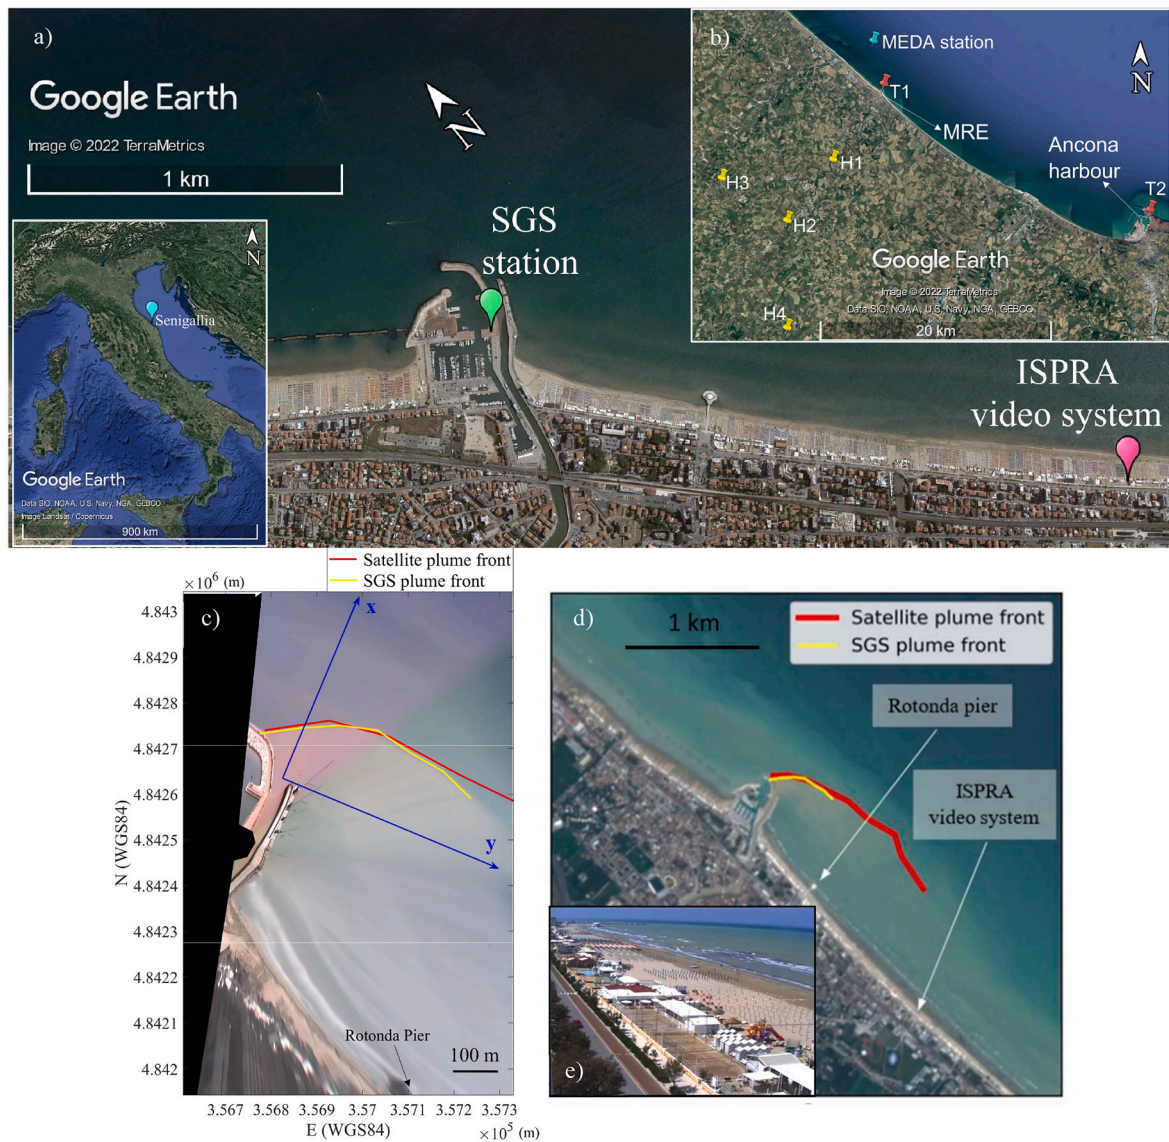 a)
Google Earth
Image © 2022 TerraMetrics
1 km
N
SGS
station
ISPRA
video system
N
Senigallia
Google Earth
Data SIO, NOAA, U.S. Navy, NGA, GEBCO
Image Landsat / Copernicus
900 km
b)
MEDA station
N
T1
MRE
Ancona
harbour
T2
H1
H3
H2
H4
Google Earth
Image © 2022 TerraMetrics
Data SIO, NOAA, U.S. Navy, NGA, GEBCO
20 km
Satellite plume front
SGS plume front
×10⁶ (m)
c)
x
y
4.843
4.8429
4.8428
4.8427
4.8426
4.8425
4.8424
4.8423
4.8422
4.8421
4.842
N (WGS84)
Rotonda Pier
100 m
3.567 3.568 3.569 3.57 3.571 3.572 3.573
E (WGS84)
×10⁵ (m)
d)
1 km
Satellite plume front
SGS plume front
Rotonda pier
ISPRA
video system
e)